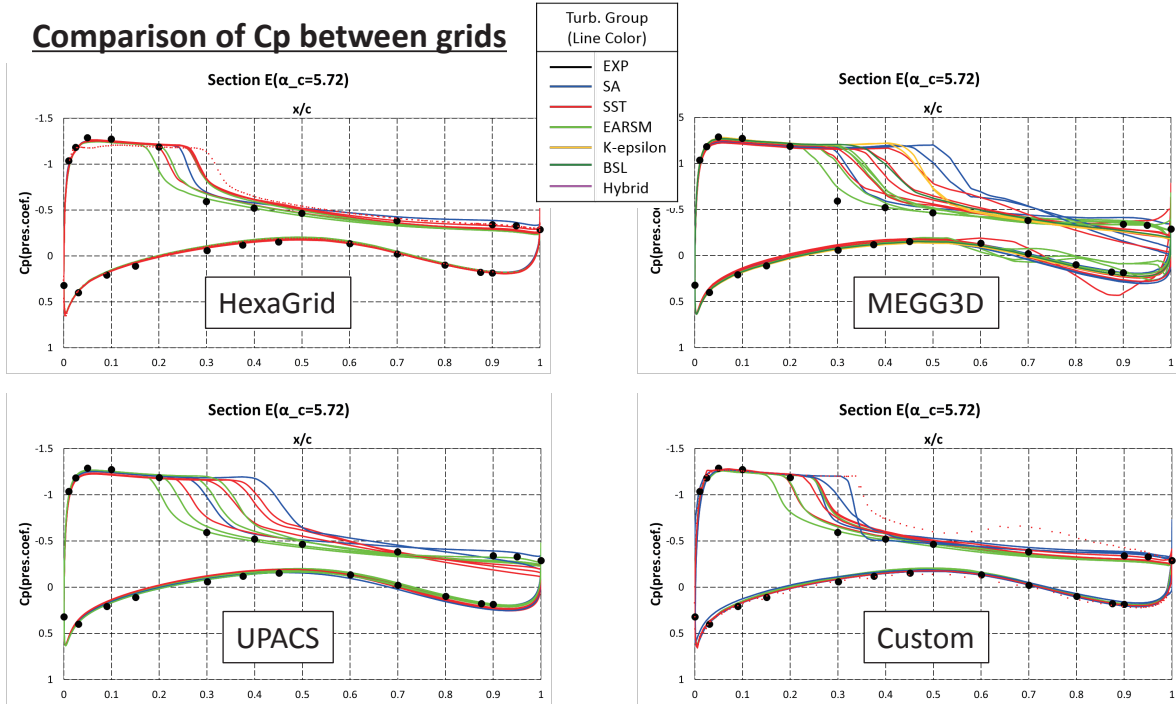 Comparison of Cp between grids
Turb. Group
(Line Color)
EXP
SA
SST
EARSM
K-epsilon
BSL
Hybrid
Section E(α_c=5.72)
x/c
-1.5
-1
-0.5
0
0.5
1
Cp(pres.coef.)
0 0.1 0.2 0.3 0.4 0.5 0.6 0.7 0.8 0.9 1
HexaGrid
Section E(α_c=5.72)
x/c
5
1
-0.5
0
0.5
1
Cp(pres.coef.)
0 0.1 0.2 0.3 0.4 0.5 0.6 0.7 0.8 0.9 1
MEGG3D
Section E(α_c=5.72)
x/c
-1.5
-1
-0.5
0
0.5
1
Cp(pres.coef.)
0 0.1 0.2 0.3 0.4 0.5 0.6 0.7 0.8 0.9 1
UPACS
Section E(α_c=5.72)
x/c
-1.5
-1
-0.5
0
0.5
1
Cp(pres.coef.)
0 0.1 0.2 0.3 0.4 0.5 0.6 0.7 0.8 0.9 1
Custom